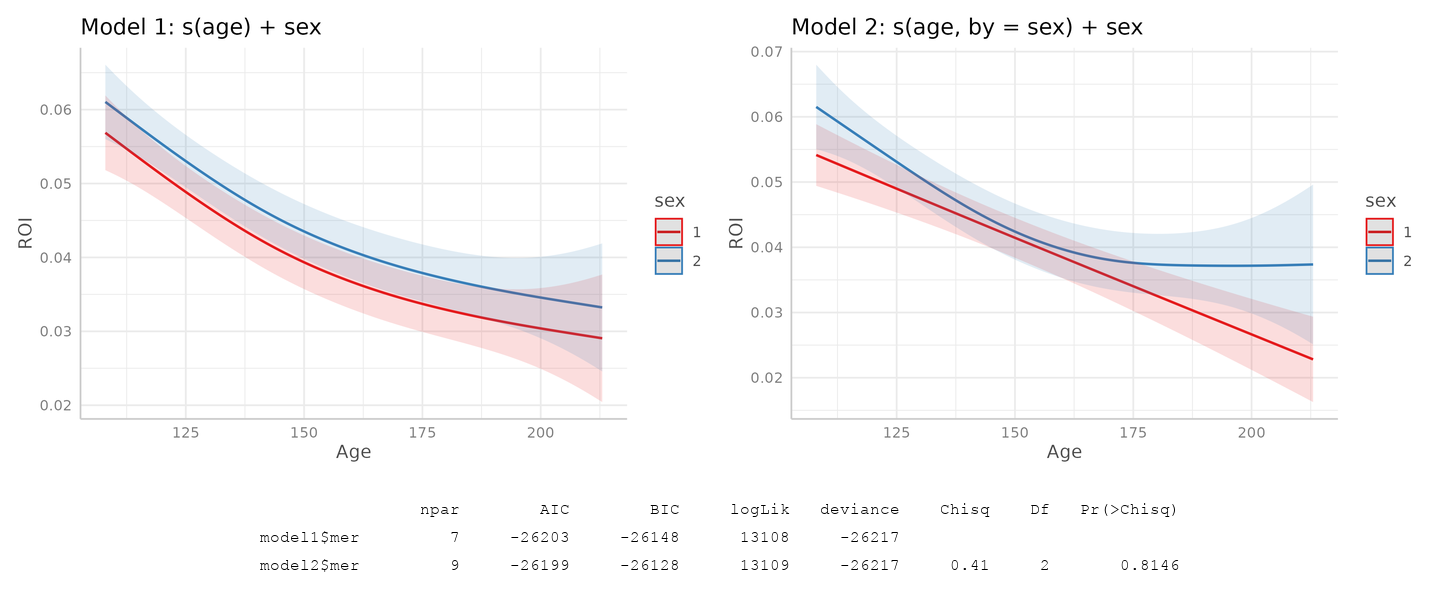 Model 1: s(age) + sex
0.06
0.05
0.04
0.03
0.02
ROI
125 150 175 200
Age
sex
1
2
Model 2: s(age, by = sex) + sex
0.07
0.06
0.05
0.04
0.03
0.02
ROI
125 150 175 200
Age
sex
1
2
npar AIC BIC logLik deviance Chisq Df Pr(>Chisq)
model1$mer 7 -26203 -26148 13108 -26217
model2$mer 9 -26199 -26128 13109 -26217 0.41 2 0.8146